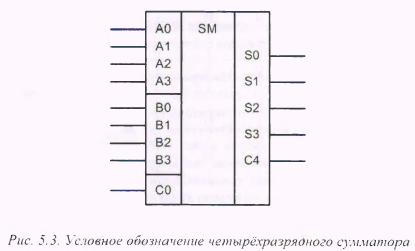 A0 SM
A1 S0
A2 S1
A3
B0 S2
B1
B2 S3
B3 C4
C0
Рис. 5.3. Условное обозначение четырёхразрядного сумматора